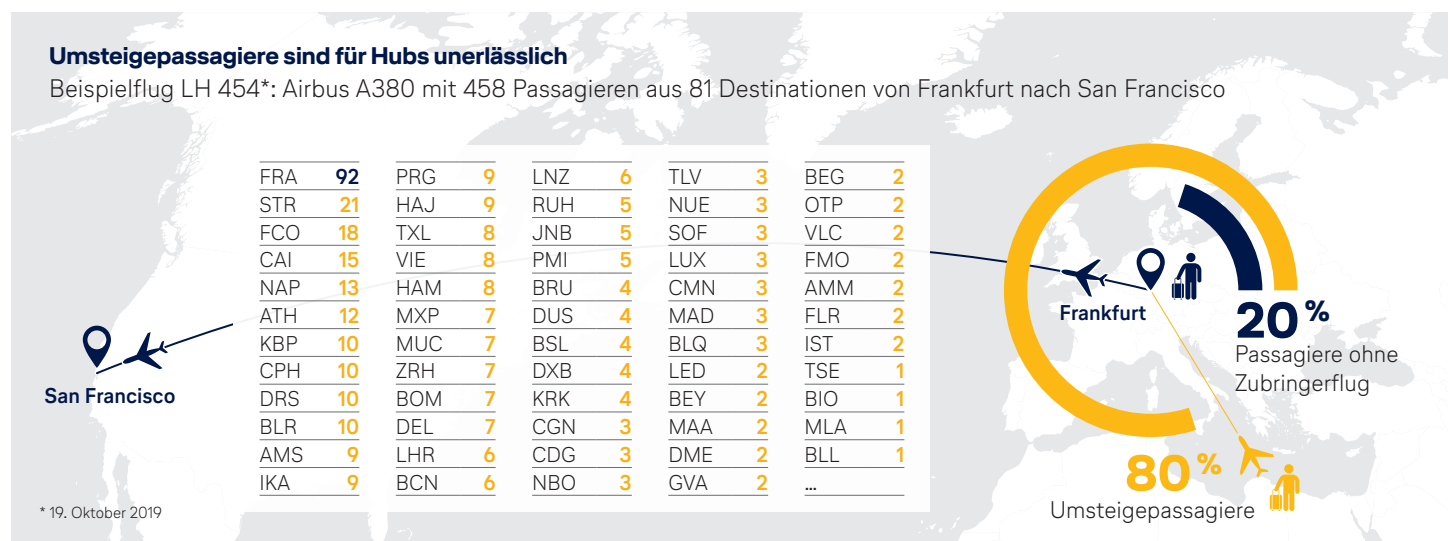 Umsteigepassagiere sind für Hubs unerlässlich
Beispielflug LH 454*: Airbus A380 mit 458 Passagieren aus 81 Destinationen von Frankfurt nach San Francisco
FRA 92 PRG 9 LNZ 6 TLV 3 BEG 2
STR 21 HAJ 9 RUH 5 NUE 3 OTP 2
FCO 18 TXL 8 JNB 5 SOF 3 VLC 2
CAI 15 VIE 8 PMI 5 LUX 3 FMO 2
NAP 13 HAM 8 BRU 4 CMN 3 AMM 2
ATH 12 MXP 7 DUS 4 MAD 3 FLR 2
KBP 10 MUC 7 BSL 4 BLQ 3 IST 2
CPH 10 ZRH 7 DXB 4 LED 2 TSE 1
DRS 10 BOM 7 KRK 4 BEY 2 BIO 1
BLR 10 DEL 7 CGN 3 MAA 2 MLA 1
AMS 9 LHR 6 CDG 3 DME 2 BLL 1
IKA 9 BCN 6 NBO 3 GVA 2 ...
San Francisco
Frankfurt
20 %
Passagiere ohne
Zubringerflug
80 %
Umsteigepassagiere
* 19. Oktober 2019